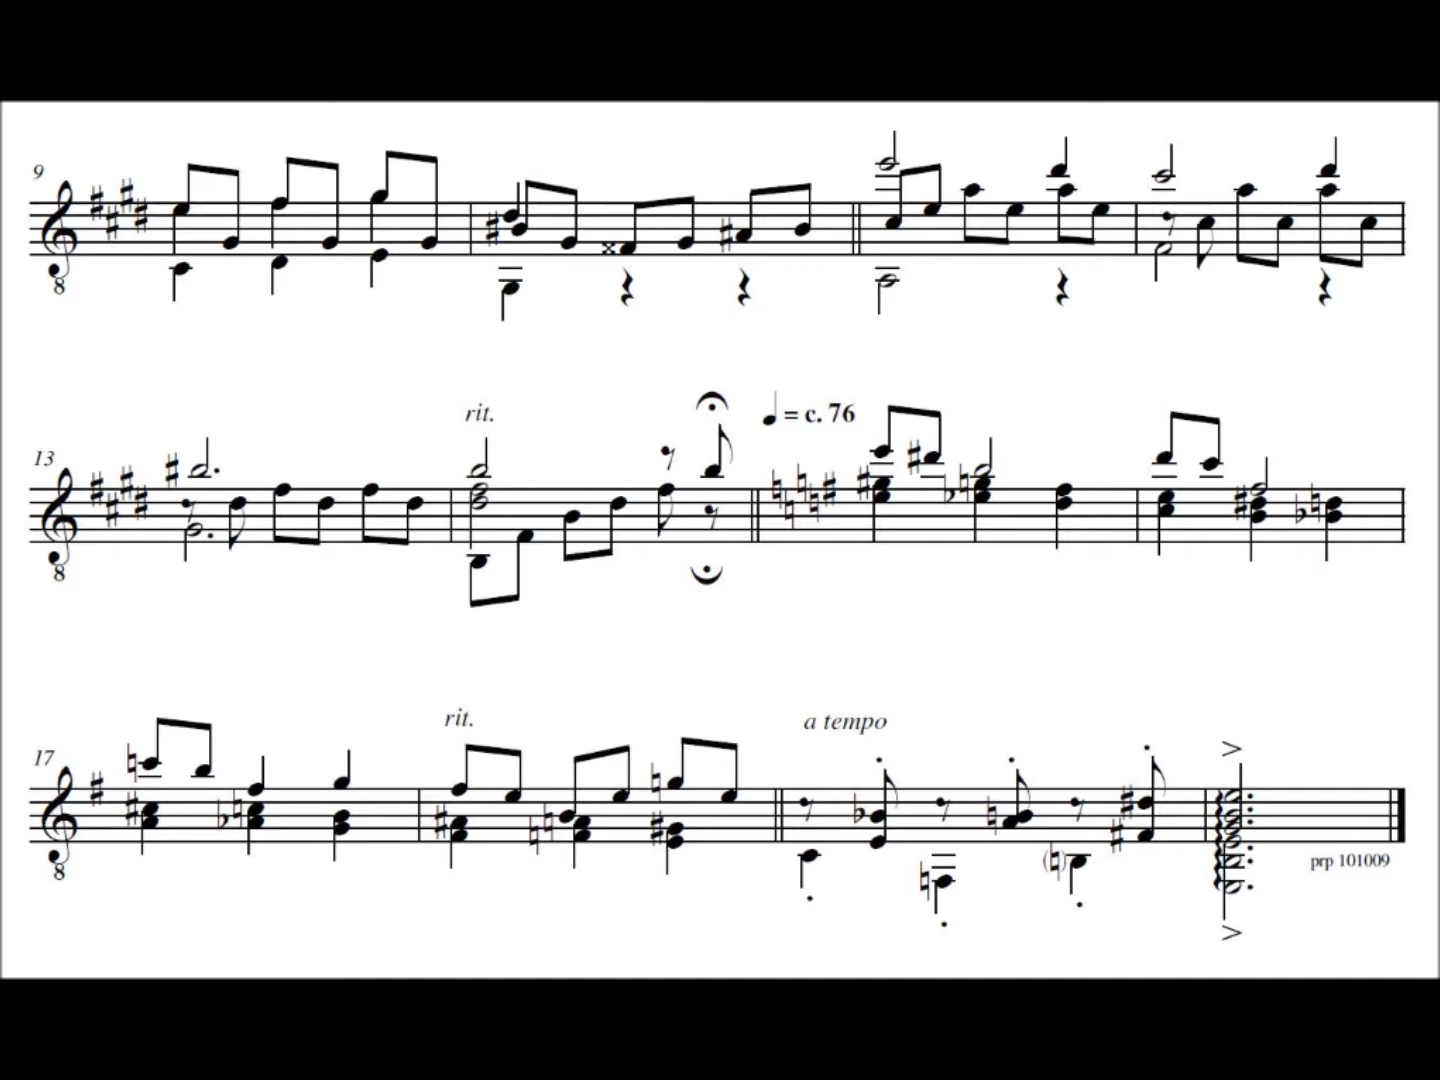 9
8
rit.
= c. 76
13
8
rit.
a tempo
17
8
prp 101009